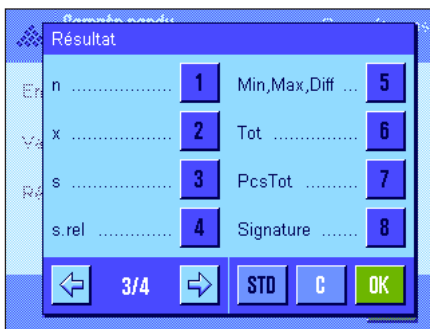 Résultat
n .................. 1
Min,Max,Diff ... 5
x .................. 2
Tot ............... 6
s .................. 3
PcsTot .......... 7
s.rel .............. 4
Signature ....... 8
3/4 STD C OK